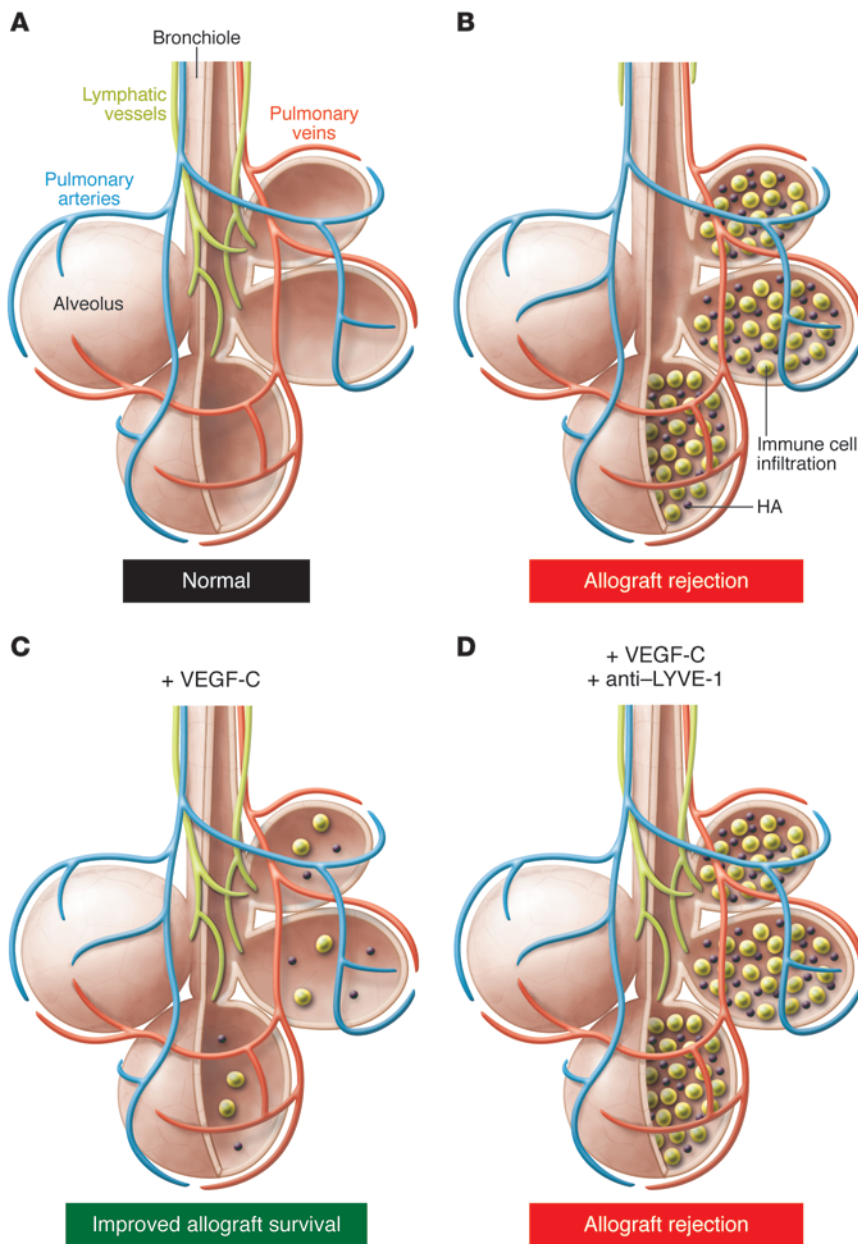 A
Bronchiole
Lymphatic
vessels
Pulmonary
veins
Pulmonary
arteries
Alveolus
Normal
B
Immune cell
infiltration
HA
Allograft rejection
C
+ VEGF-C
Improved allograft survival
D
+ VEGF-C
+ anti–LYVE-1
Allograft rejection